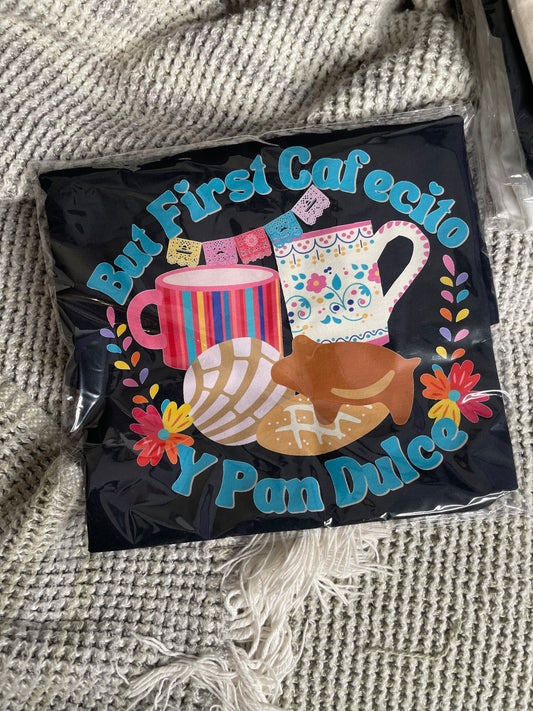 But First Cafecito
Y Pan Dulce